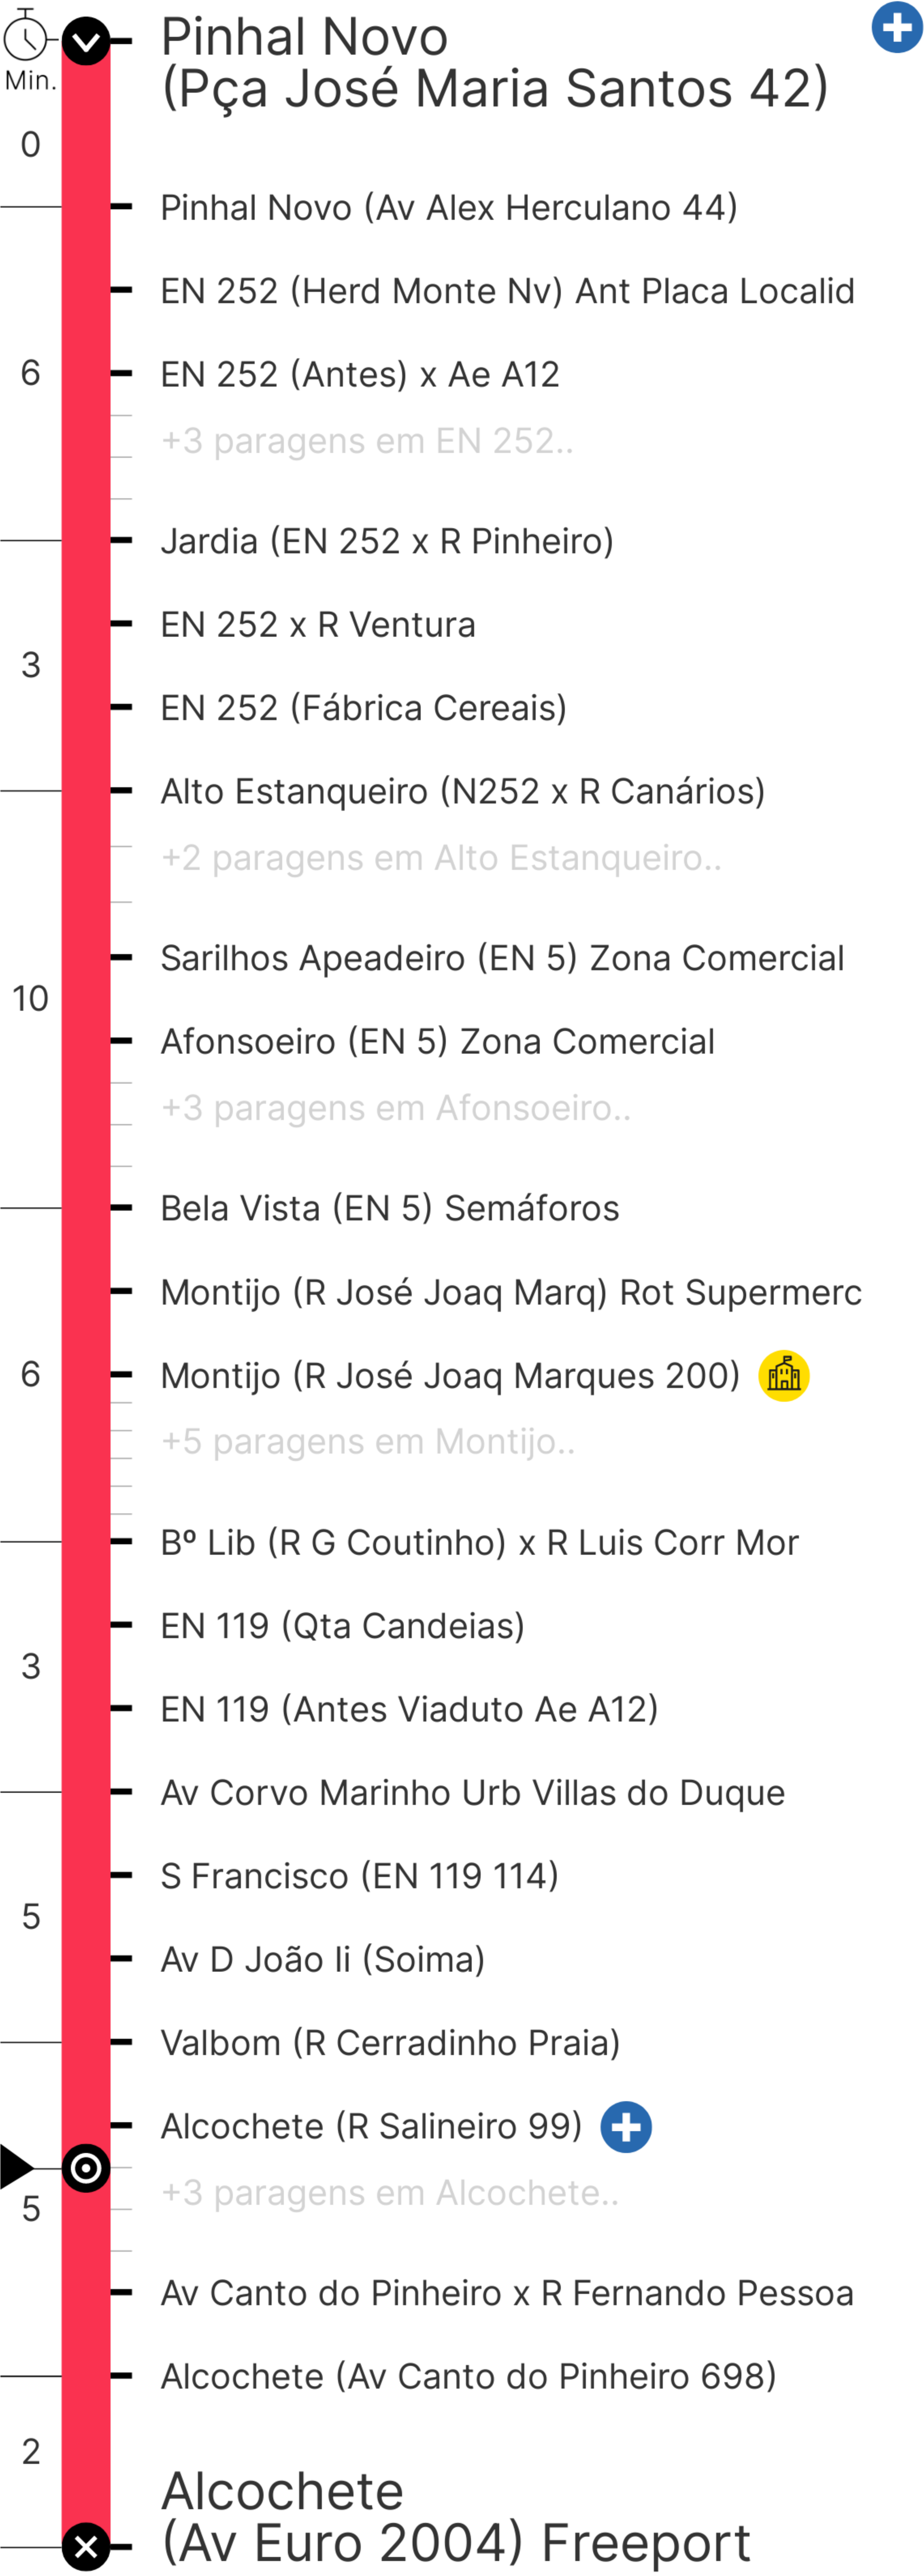 Pinhal Novo
(Pça José Maria Santos 42)
Min.
0
Pinhal Novo (Av Alex Herculano 44)
EN 252 (Herd Monte Nv) Ant Placa Localid
6
EN 252 (Antes) x Ae A12
+3 paragens em EN 252..
Jardia (EN 252 x R Pinheiro)
EN 252 x R Ventura
3
EN 252 (Fábrica Cereais)
Alto Estanqueiro (N252 x R Canários)
+2 paragens em Alto Estanqueiro..
Sarilhos Apeadeiro (EN 5) Zona Comercial
10
Afonsoeiro (EN 5) Zona Comercial
+3 paragens em Afonsoeiro..
Bela Vista (EN 5) Semáforos
Montijo (R José Joaq Marq) Rot Supermerc
6
Montijo (R José Joaq Marques 200)
+5 paragens em Montijo..
Bº Lib (R G Coutinho) x R Luis Corr Mor
EN 119 (Qta Candeias)
3
EN 119 (Antes Viaduto Ae A12)
Av Corvo Marinho Urb Villas do Duque
S Francisco (EN 119 114)
5
Av D João Ii (Soima)
Valbom (R Cerradinho Praia)
Alcochete (R Salineiro 99)
+3 paragens em Alcochete..
5
Av Canto do Pinheiro x R Fernando Pessoa
Alcochete (Av Canto do Pinheiro 698)
2
Alcochete
(Av Euro 2004) Freeport